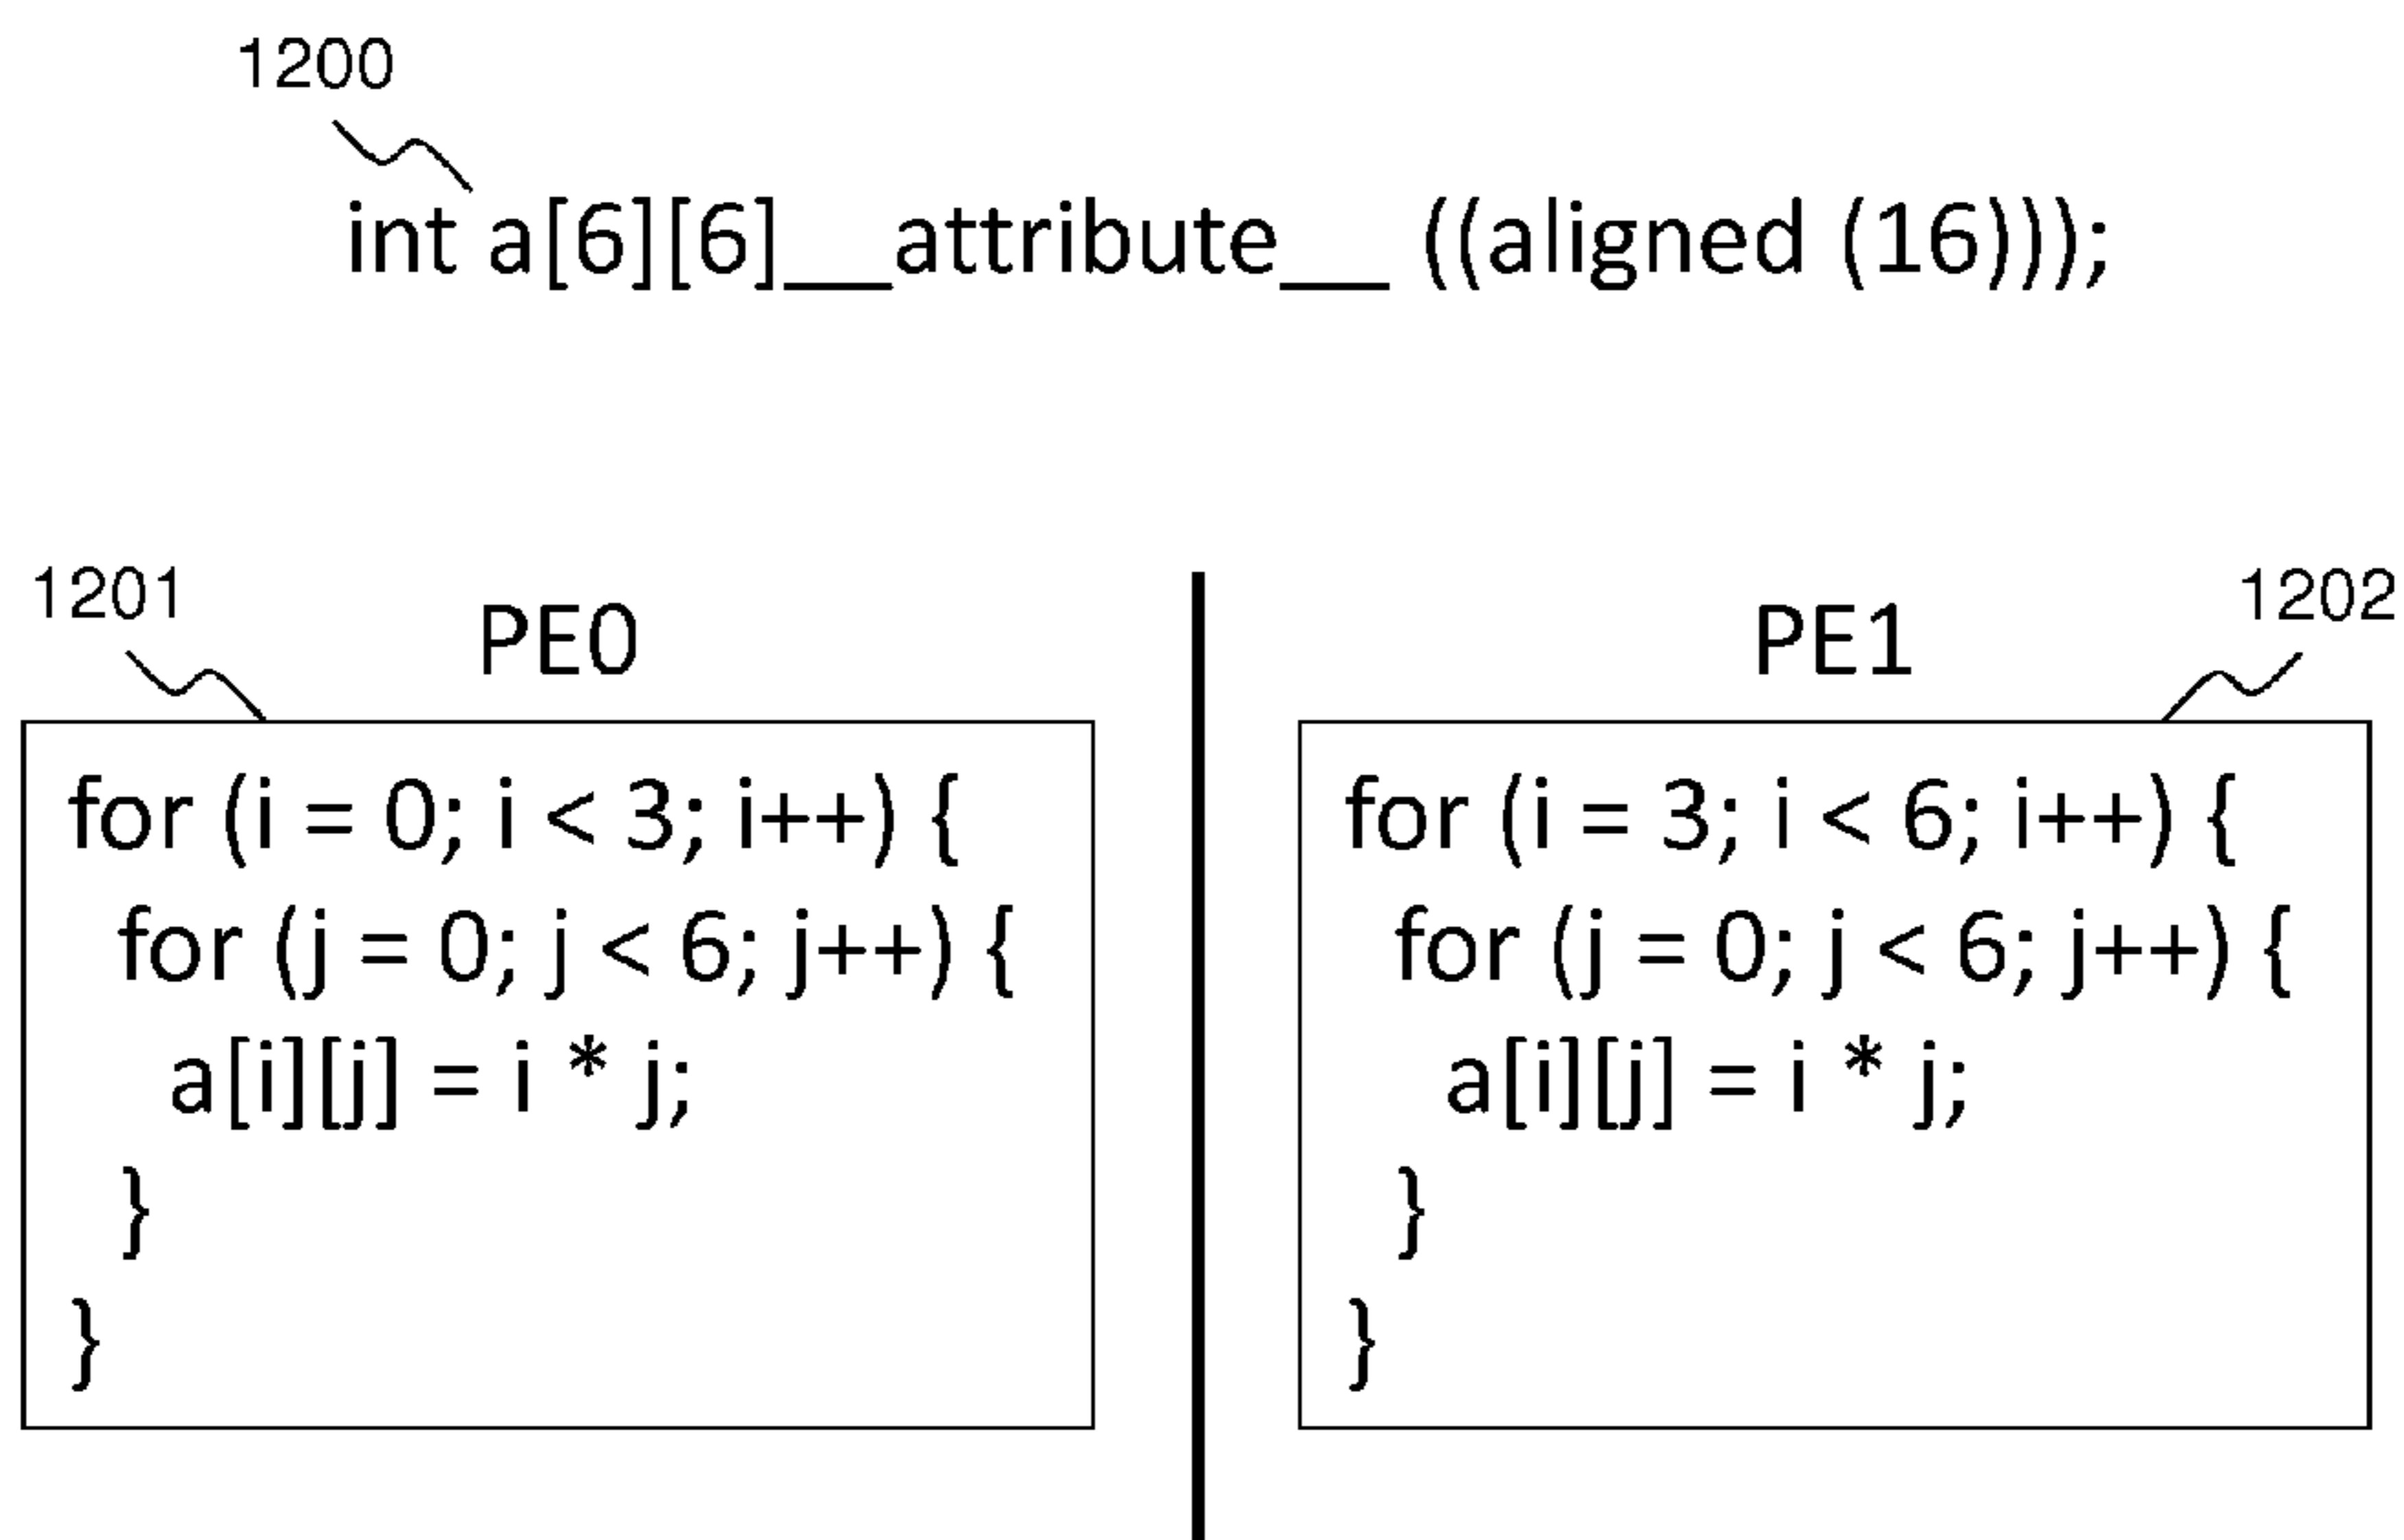 1200
int a[6][6]__attribute__ ((aligned (16)));
1201
PE0
for (i = 0; i < 3; i++) {
for (j = 0; j < 6; j++) {
a[i][j] = i * j;
}
}
1202
PE1
for (i = 3; i < 6; i++) {
for (j = 0; j < 6; j++) {
a[i][j] = i * j;
}
}